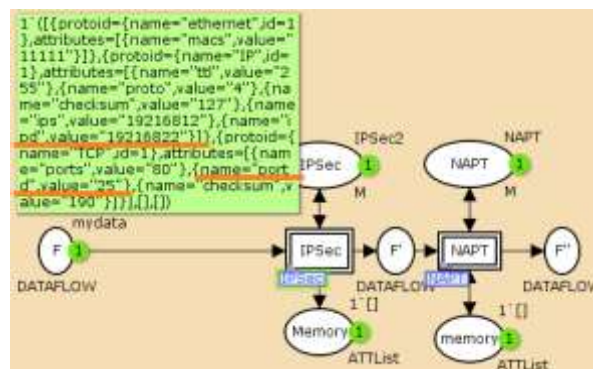 1`([{protoid={name="ethernet",id=1
},attributes=[{name="macs",value="
11111"}]},{protoid={name="IP",id=
1},attributes=[{name="ttl",value="2
55"},{name="proto",value="4"},{na
me="checksum",value="127"},{name
="ips",value="19216812"},{name="i
pd",value="19216822"}]},{protoid={
name="TCP",id=1},attributes=[{nam
e="ports",value="80"},{name="port
d",value="25"},{name="checksum",v
alue="190"}]}],[],[])
mydata
IPSec2
NAPT
IPSec
1
NAPT
1
M
M
F
1
IPSec
F'
NAPT
F''
DATAFLOW
IPSec
DATAFLOW
NAPT
DATAFLOW
1`[]
1`[]
Memory
1
memory
1
ATTList
ATTList